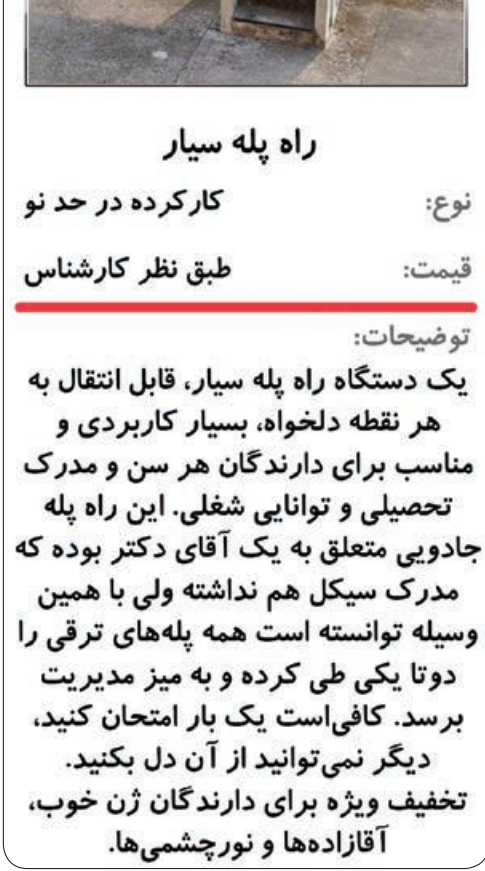 راه پله سیار
نوع: کارکرده در حد نو
قیمت: طبق نظر کارشناس
توضیحات:
یک دستگاه راه پله سیار، قابل انتقال به
هر نقطه دلخواه، بسیار کاربردی و
مناسب برای دارندگان هر سن و مدرک
تحصیلی و توانایی شغلی. این راه پله
جادویی متعلق به یک آقای دکتر بوده که
مدرک سیکل هم نداشته ولی با همین
وسیله توانسته است همه پله‌های ترقی را
دوتا یکی طی کرده و به میز مدیریت
برسد. کافی‌است یک بار امتحان کنید،
دیگر نمی‌توانید از آن دل بکنید.
تخفیف ویژه برای دارندگان ژن خوب،
آقازاده‌ها و نورچشمی‌ها.